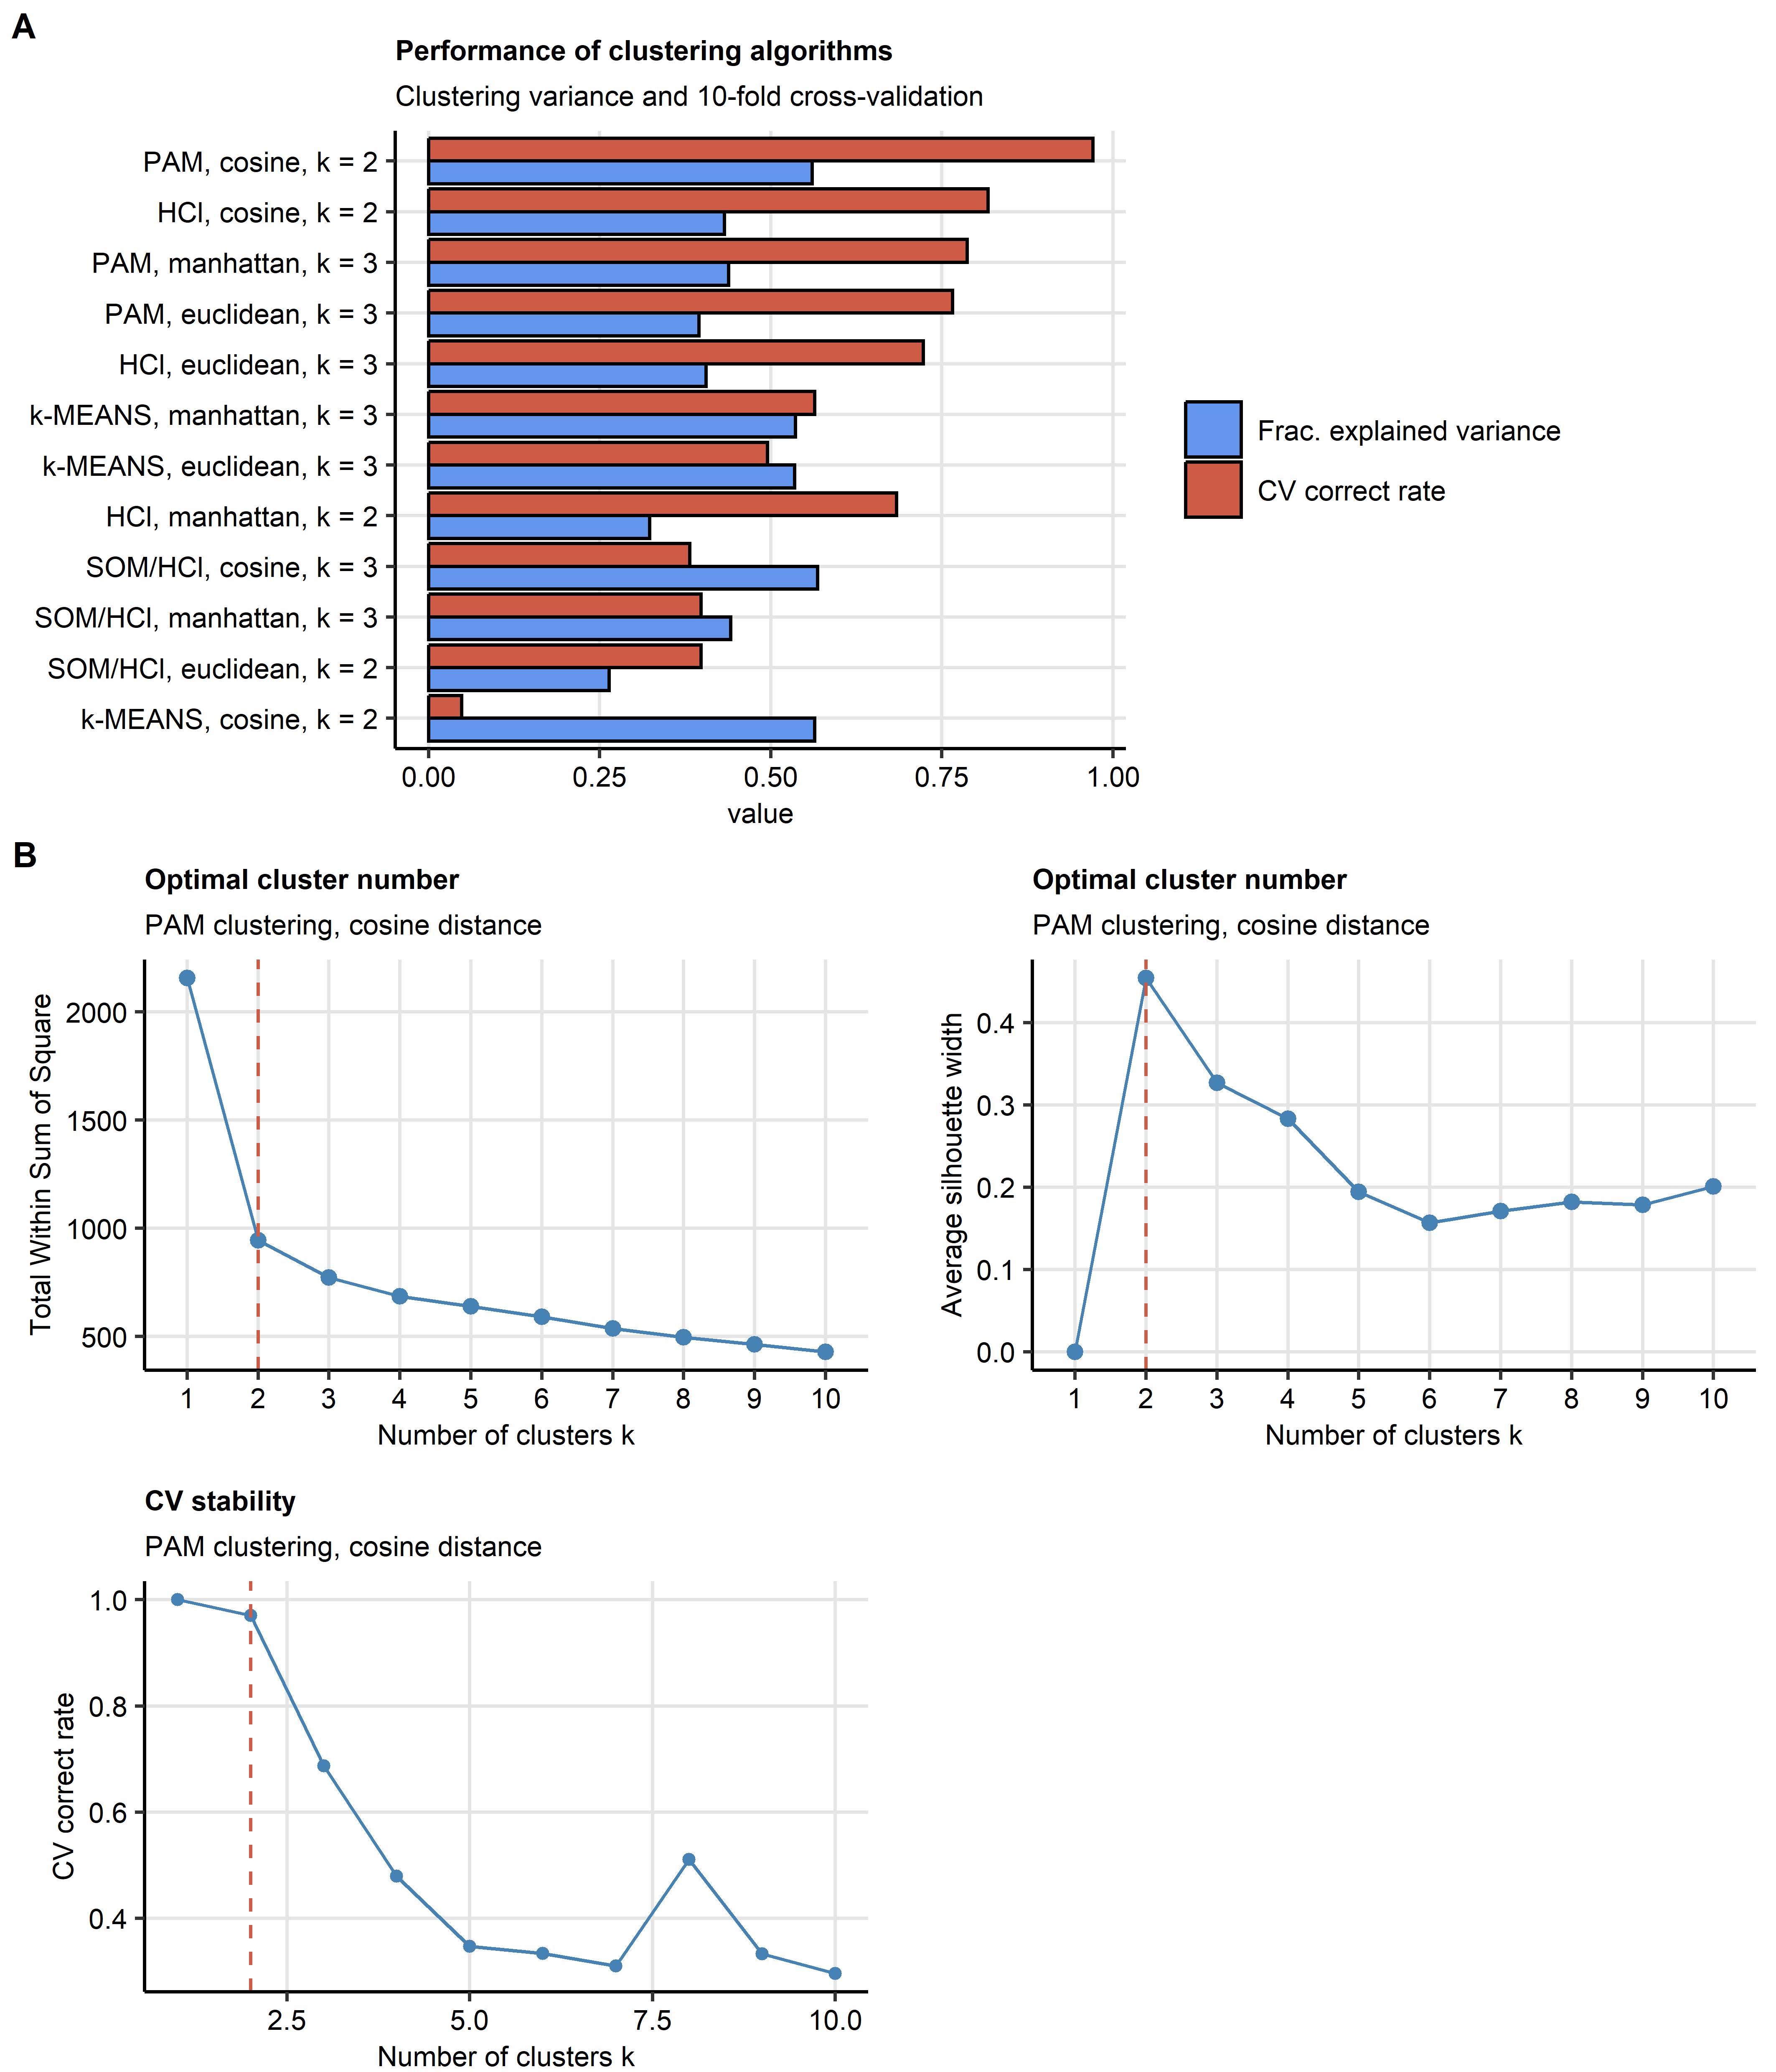 A
Performance of clustering algorithms
Clustering variance and 10-fold cross-validation
PAM, cosine, k = 2
HCl, cosine, k = 2
PAM, manhattan, k = 3
PAM, euclidean, k = 3
HCl, euclidean, k = 3
k-MEANS, manhattan, k = 3
k-MEANS, euclidean, k = 3
HCl, manhattan, k = 2
SOM/HCl, cosine, k = 3
SOM/HCl, manhattan, k = 3
SOM/HCl, euclidean, k = 2
k-MEANS, cosine, k = 2
0.00 0.25 0.50 0.75 1.00
value
Frac. explained variance
CV correct rate
B
Optimal cluster number
PAM clustering, cosine distance
Total Within Sum of Square
2000
1500
1000
500
1 2 3 4 5 6 7 8 9 10
Number of clusters k
Optimal cluster number
PAM clustering, cosine distance
Average silhouette width
0.4
0.3
0.2
0.1
0.0
1 2 3 4 5 6 7 8 9 10
Number of clusters k
CV stability
PAM clustering, cosine distance
CV correct rate
1.0
0.8
0.6
0.4
2.5 5.0 7.5 10.0
Number of clusters k